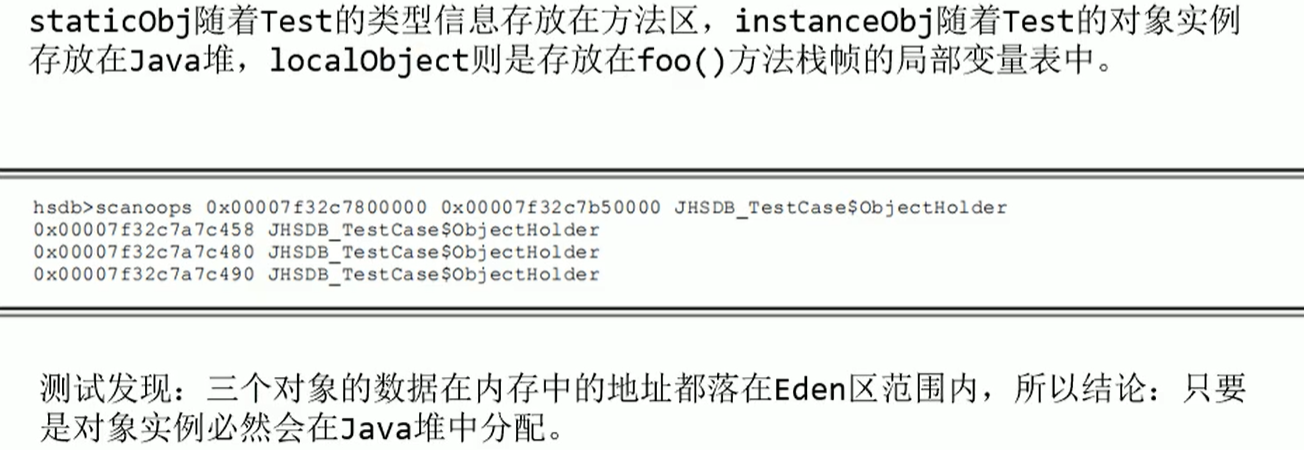 staticObj随着Test的类型信息存放在方法区，instanceObj随着Test的对象实例
存放在Java堆，localObject则是存放在foo()方法栈帧的局部变量表中。
hsdb>scanoops 0x00007f32c7800000 0x00007f32c7b50000 JHSDB_TestCase$ObjectHolder
0x00007f32c7a7c458 JHSDB_TestCase$ObjectHolder
0x00007f32c7a7c480 JHSDB_TestCase$ObjectHolder
0x00007f32c7a7c490 JHSDB_TestCase$ObjectHolder
测试发现：三个对象的数据在内存中的地址都落在Eden区范围内，所以结论：只要
是对象实例必然会在Java堆中分配。